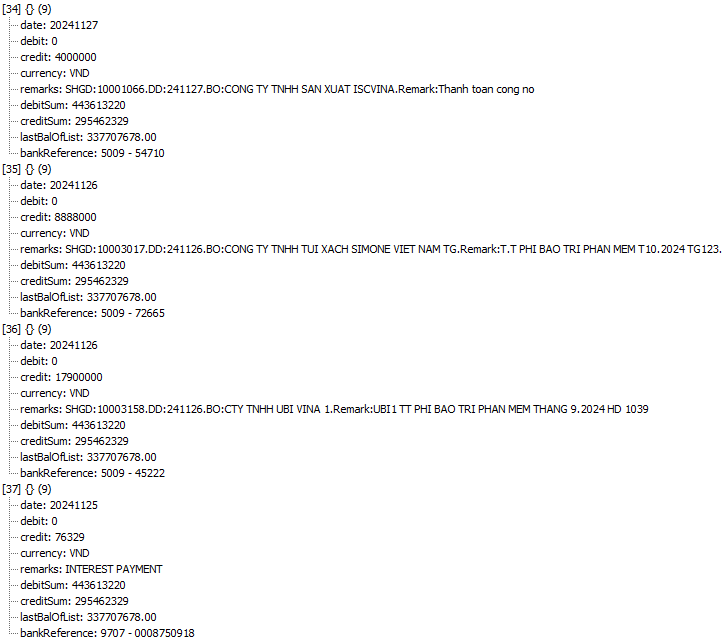 [34] {} (9)
date: 20241127
debit: 0
credit: 4000000
currency: VND
remarks: SHGD:10001066.DD:241127.BO:CONG TY TNHH SAN XUAT ISCVINA.Remark:Thanh toan cong no
debitSum: 443613220
creditSum: 295462329
lastBalOfList: 337707678.00
bankReference: 5009 - 54710
[35] {} (9)
date: 20241126
debit: 0
credit: 8888000
currency: VND
remarks: SHGD:10003017.DD:241126.BO:CONG TY TNHH TUI XACH SIMONE VIET NAM TG.Remark:T.T PHI BAO TRI PHAN MEM T10.2024 TG123.
debitSum: 443613220
creditSum: 295462329
lastBalOfList: 337707678.00
bankReference: 5009 - 72665
[36] {} (9)
date: 20241126
debit: 0
credit: 17900000
currency: VND
remarks: SHGD:10003158.DD:241126.BO:CTY TNHH UBI VINA 1.Remark:UBI1 TT PHI BAO TRI PHAN MEM THANG 9.2024 HD 1039
debitSum: 443613220
creditSum: 295462329
lastBalOfList: 337707678.00
bankReference: 5009 - 45222
[37] {} (9)
date: 20241125
debit: 0
credit: 76329
currency: VND
remarks: INTEREST PAYMENT
debitSum: 443613220
creditSum: 295462329
lastBalOfList: 337707678.00
bankReference: 9707 - 0008750918